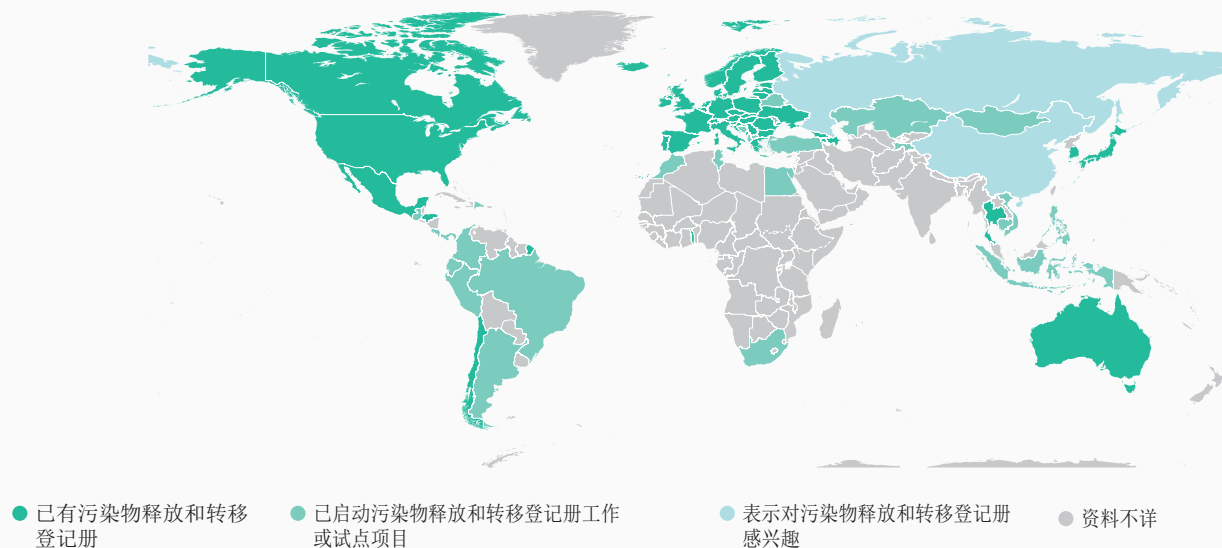 已有污染物释放和转移
登记册
已启动污染物释放和转移登记册工作
或试点项目
表示对污染物释放和转移登记册
感兴趣
资料不详